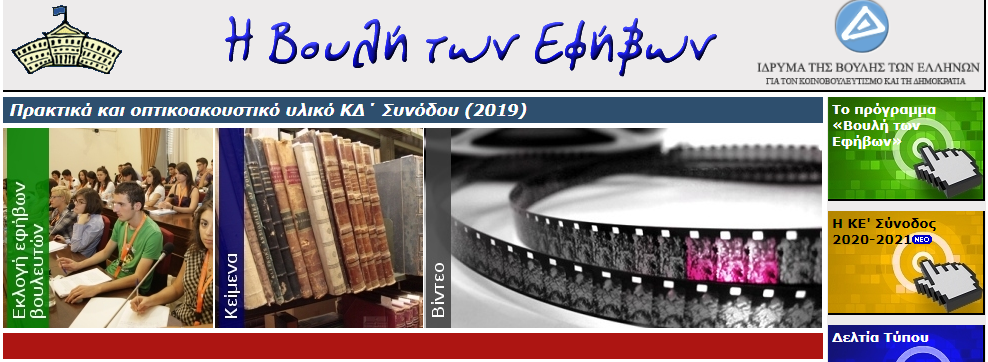 Η Βουλή των Εφήβων
ΙΔΡΥΜΑ ΤΗΣ ΒΟΥΛΗΣ ΤΩΝ ΕΛΛΗΝΩΝ
ΓΙΑ ΤΟΝ ΚΟΙΝΟΒΟΥΛΕΥΤΙΣΜΟ ΚΑΙ ΤΗ ΔΗΜΟΚΡΑΤΙΑ
Πρακτικά και οπτικοακουστικό υλικό ΚΔ΄ Συνόδου (2019)
Εκλογή εφήβων
βουλευτών
Κείμενα
Βίντεο
Το πρόγραμμα
«Βουλή των
Εφήβων»
Η ΚΕ' Σύνοδος
2020-2021 ΝΕΟ
Δελτία Τύπου